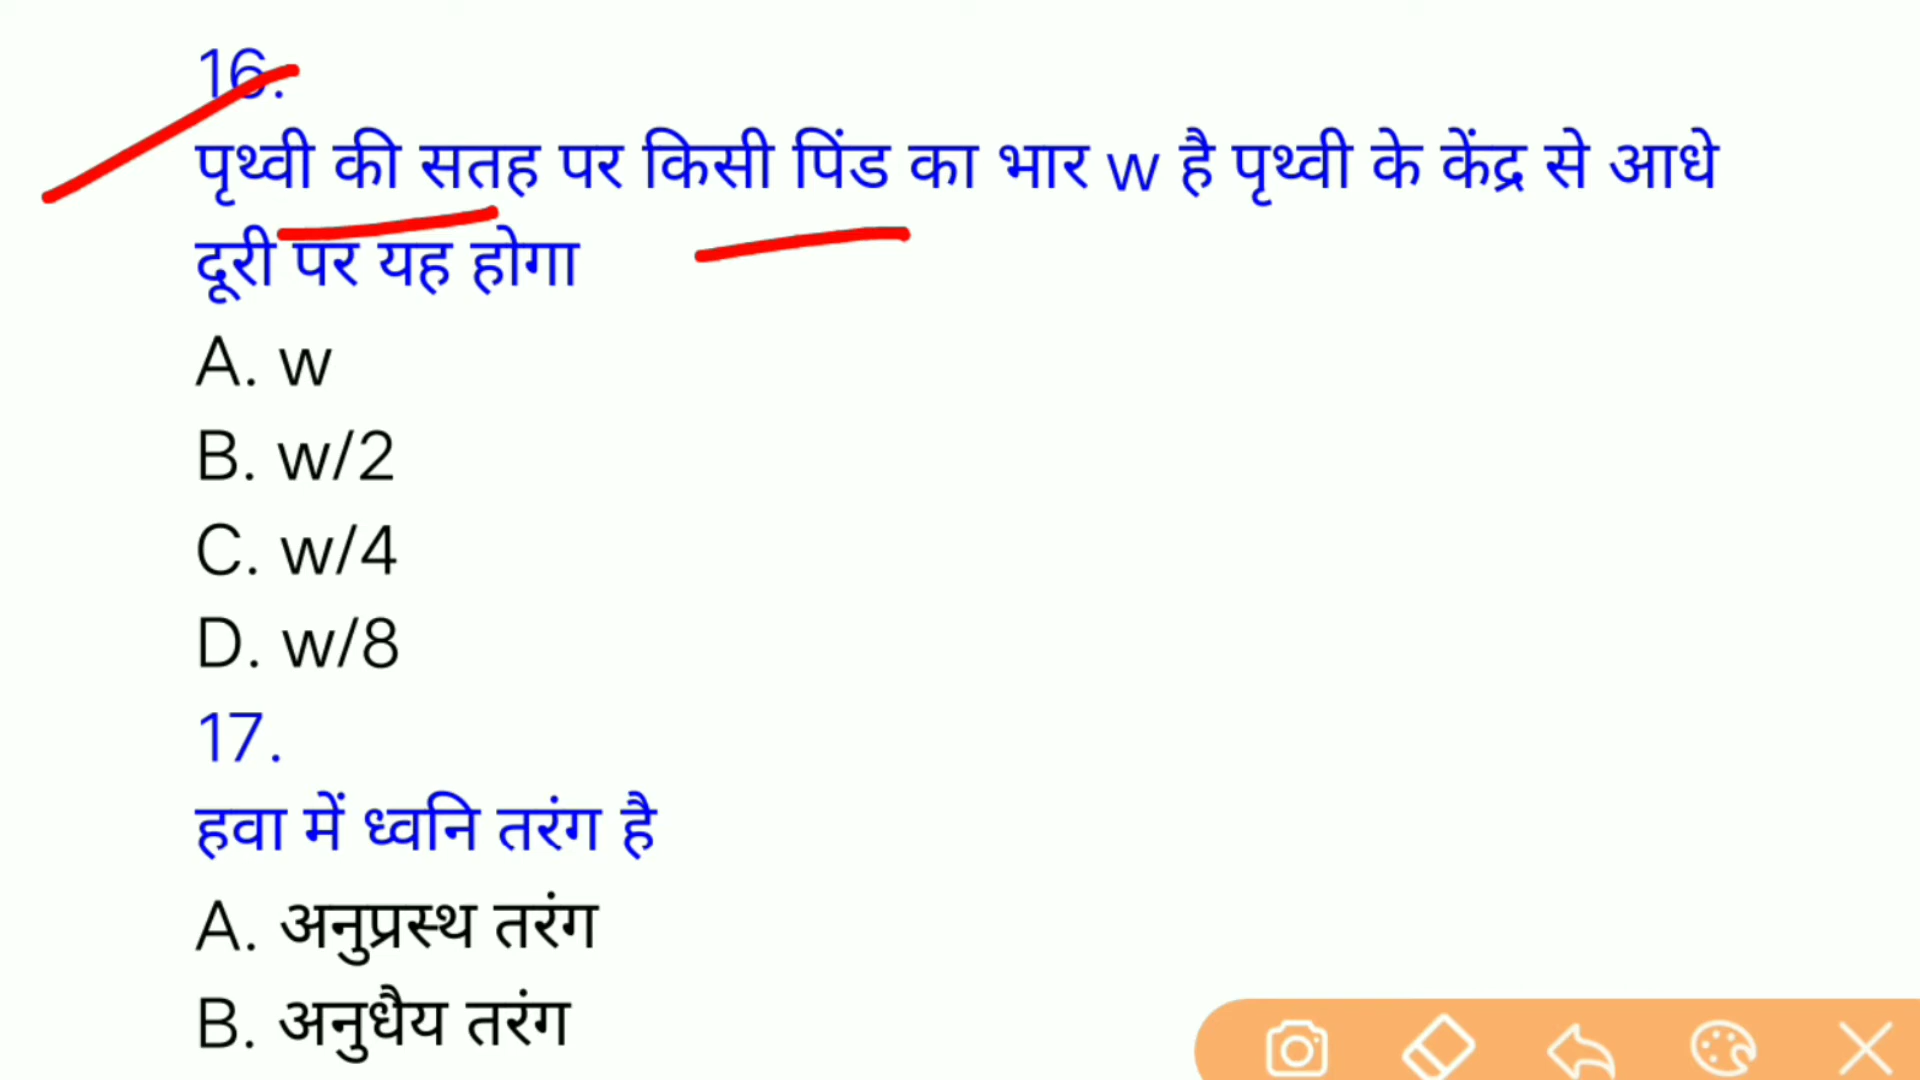 16.
पृथ्वी की सतह पर किसी पिंड का भार w है पृथ्वी के केंद्र से आधे
दूरी पर यह होगा
A. w
B. w/2
C. w/4
D. w/8
17.
हवा में ध्वनि तरंग है
A. अनुप्रस्थ तरंग
B. अनुधैय तरंग